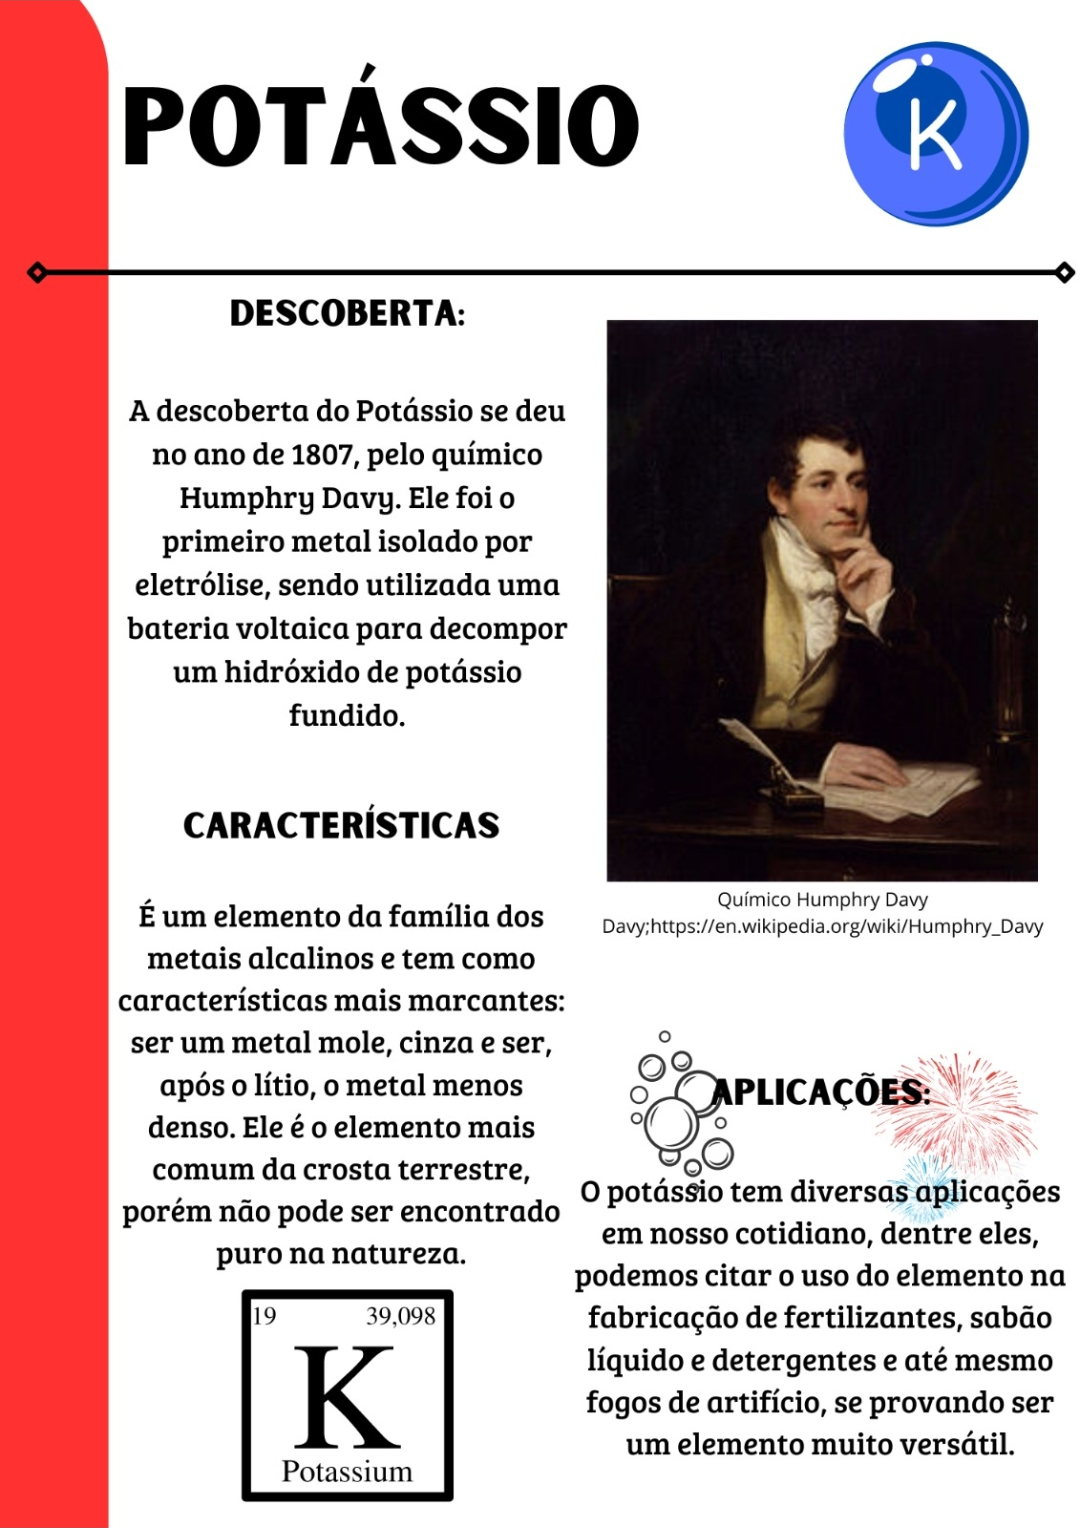 POTÁSSIO
K
DESCOBERTA:
A descoberta do Potássio se deu
no ano de 1807, pelo químico
Humphry Davy. Ele foi o
primeiro metal isolado por
eletrólise, sendo utilizada uma
bateria voltaica para decompor
um hidróxido de potássio
fundido.
CARACTERÍSTICAS
É um elemento da família dos
metais alcalinos e tem como
características mais marcantes:
ser um metal mole, cinza e ser,
após o lítio, o metal menos
denso. Ele é o elemento mais
comum da crosta terrestre,
porém não pode ser encontrado
puro na natureza.
19 39,098
K
Potassium
Químico Humphry Davy
Davy;https://en.wikipedia.org/wiki/Humphry_Davy
APLICAÇÕES:
O potássio tem diversas aplicações
em nosso cotidiano, dentre eles,
podemos citar o uso do elemento na
fabricação de fertilizantes, sabão
líquido e detergentes e até mesmo
fogos de artifício, se provando ser
um elemento muito versátil.